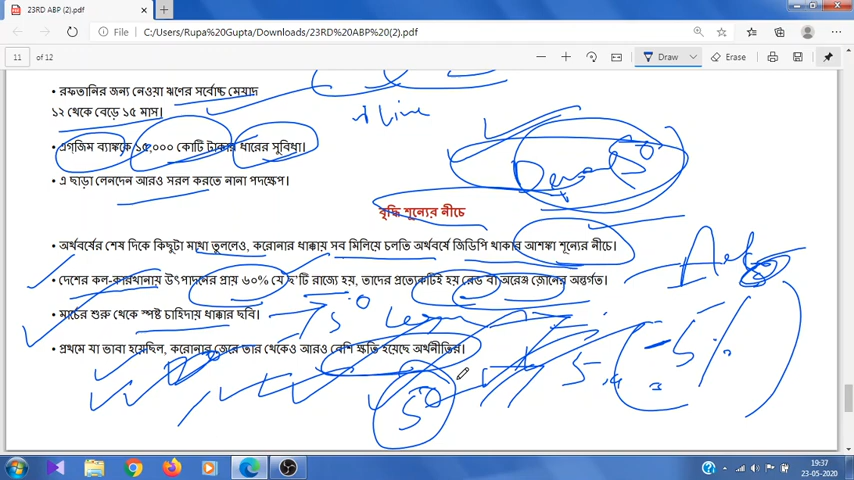 23RD ABP (2).pdf
File C:/Users/Rupa%20Gupta/Downloads/23RD%20ABP%20(2).pdf
11 of 12
Draw Erase
• রফতানির জন্য নেওয়া ঋণের সর্বোচ্চ মেয়াদ
১২ থেকে বেড়ে ১৫ মাস।
• এগজিম ব্যাঙ্ককে ১৫,০০০ কোটি টাকার ধারের সুবিধা।
• এ ছাড়া লেনদেন আরও সরল করতে নানা পদক্ষেপ।
বৃদ্ধি শূন্যের নীচে
• অর্থবর্ষের শেষ দিকে কিছুটা মাথা তুললেও, করোনার ধাক্কায় সব মিলিয়ে চলতি অর্থবর্ষে জিডিপি থাকার আশঙ্কা শূন্যের নীচে।
• দেশের কল-কারখানায় উৎপাদনের প্রায় ৬০% যে ছ'টি রাজ্যে হয়, তাদের প্রত্যেকটিই হয় রেড বা অরেঞ্জ জ়োনের অন্তর্গত।
• মার্চের শুরু থেকে স্পষ্ট চাহিদায় ধাক্কার ছবি।
• প্রথমে যা ভাবা হয়েছিল, করোনার জেরে তার থেকেও আরও বেশি ক্ষতি হয়েছে অর্থনীতির।
-5%
19:37
23-05-2020